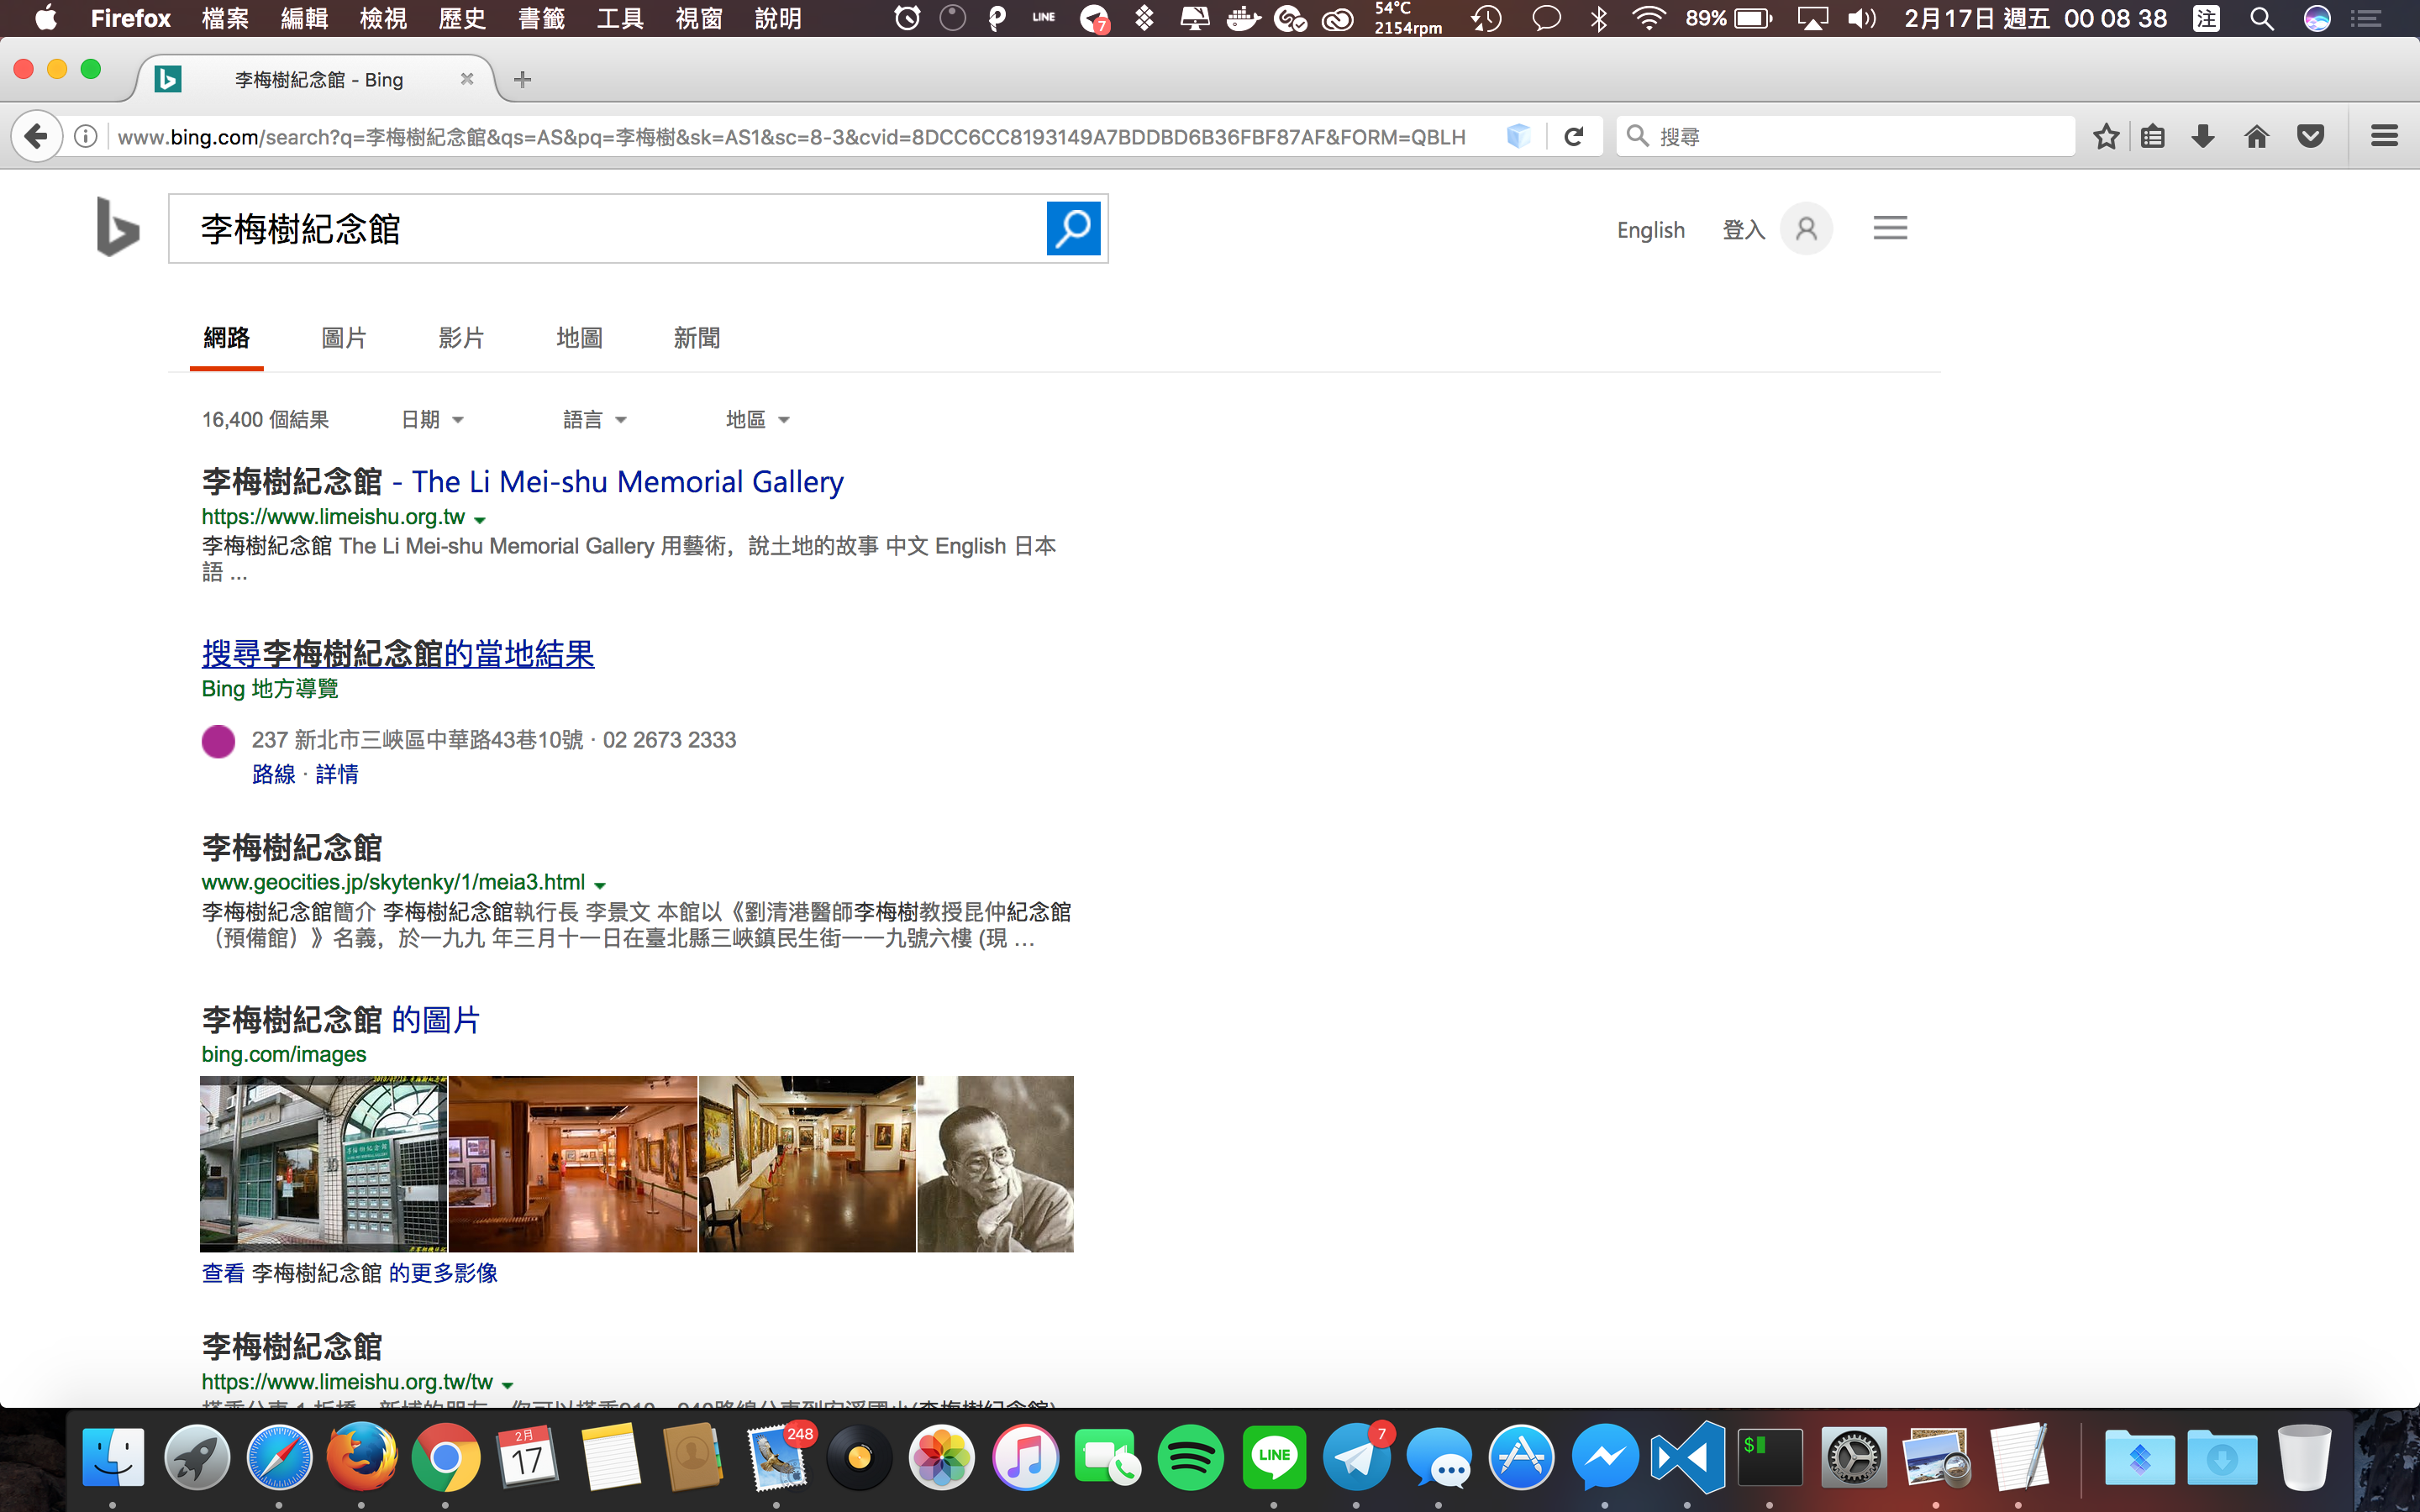 Firefox 檔案 編輯 檢視 歷史 書籤 工具 視窗 說明 LINE 7 54°C 2154rpm 89% 2月17日 週五 00 08 38 注
李梅樹紀念館 - Bing
www.bing.com/search?q=李梅樹紀念館&qs=AS&pq=李梅樹&sk=AS1&sc=8-3&cvid=8DCC6CC8193149A7BDDBD6B36FBF87AF&FORM=QBLH 搜尋
李梅樹紀念館 English 登入
網路 圖片 影片 地圖 新聞
16,400 個結果 日期 語言 地區
李梅樹紀念館 - The Li Mei-shu Memorial Gallery
https://www.limeishu.org.tw
李梅樹紀念館 The Li Mei-shu Memorial Gallery 用藝術，說土地的故事 中文 English 日本
語 ...
搜尋李梅樹紀念館的當地結果
Bing 地方導覽
237 新北市三峽區中華路43巷10號 · 02 2673 2333
路線 · 詳情
李梅樹紀念館
www.geocities.jp/skytenky/1/meia3.html
李梅樹紀念館簡介 李梅樹紀念館執行長 李景文 本館以《劉清港醫師李梅樹教授昆仲紀念館
（預備館）》名義，於一九九 年三月十一日在臺北縣三峽鎮民生街一一九號六樓 (現 ...
李梅樹紀念館 的圖片
bing.com/images
李梅樹紀念館
查看 李梅樹紀念館 的更多影像
李梅樹紀念館
https://www.limeishu.org.tw/tw
2月
17
248
LINE
7
$